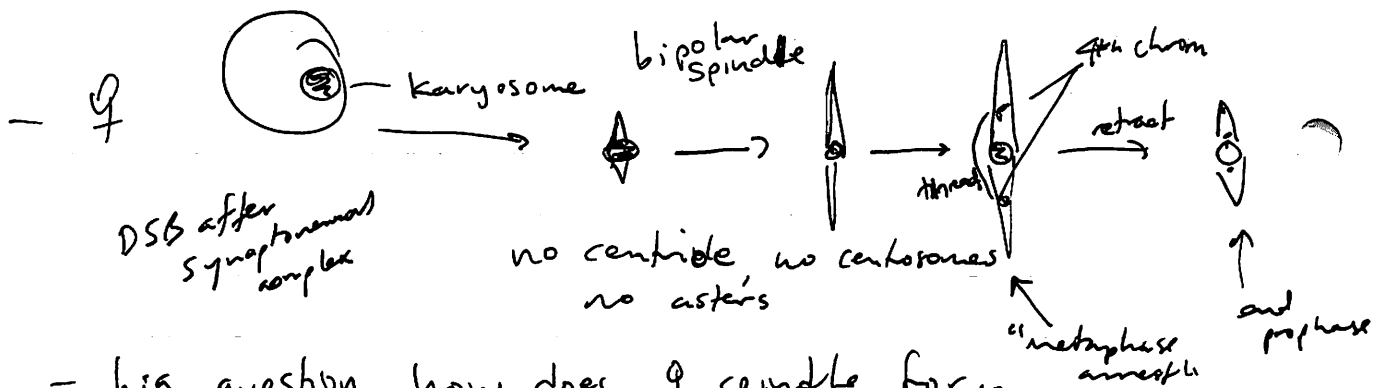 - ♀
Karyosome
bipolar
spindle
4th chrom
retract
thread
DSB after
synaptonemal
complex
no centriole, no centosomes
no asters
"metaphase
arrest"
end
prophase
- big question how does ♀ spindle form